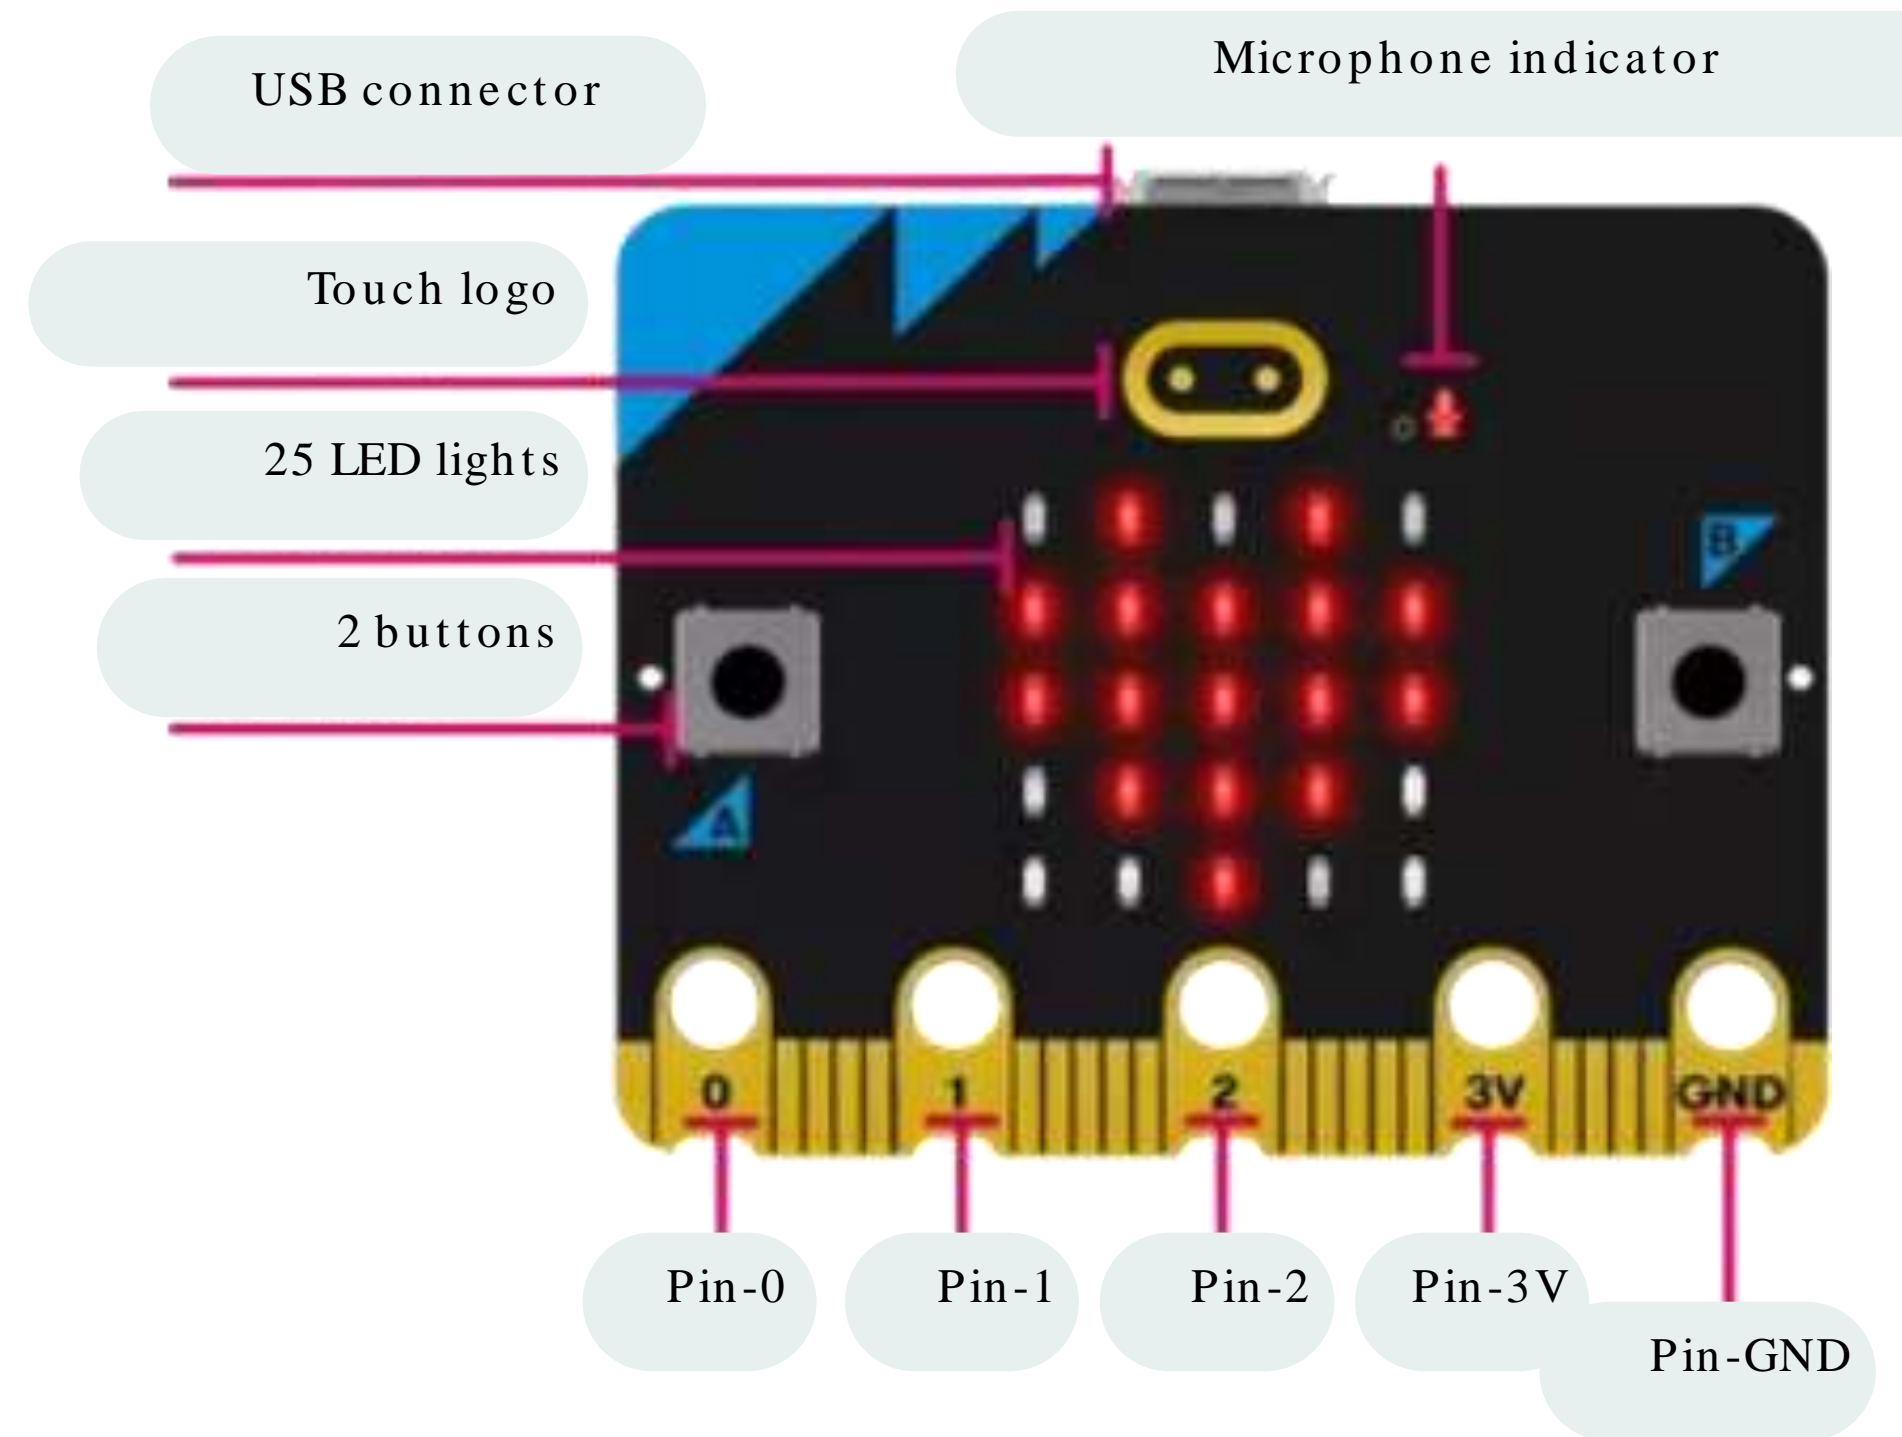 Microphone indicator
USB connector
Touch logo
25 LED lights
2 buttons
B
A
0
1
2
3V
GND
Pin-0
Pin-1
Pin-2
Pin-3V
Pin-GND